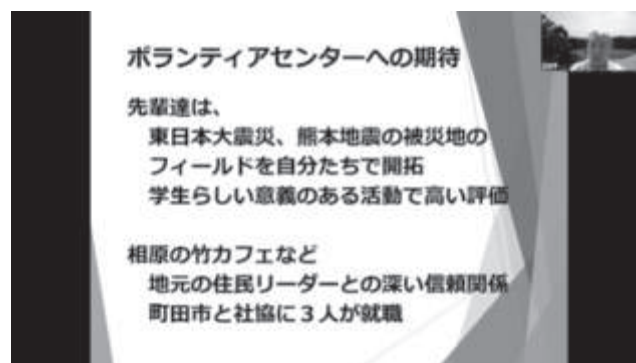 ボランティアセンターへの期待
先輩達は、
東日本大震災、熊本地震の被災地の
フィールドを自分たちで開拓
学生らしい意義のある活動で高い評価
相原の竹カフェなど
地元の住民リーダーとの深い信頼関係
町田市と社協に３人が就職